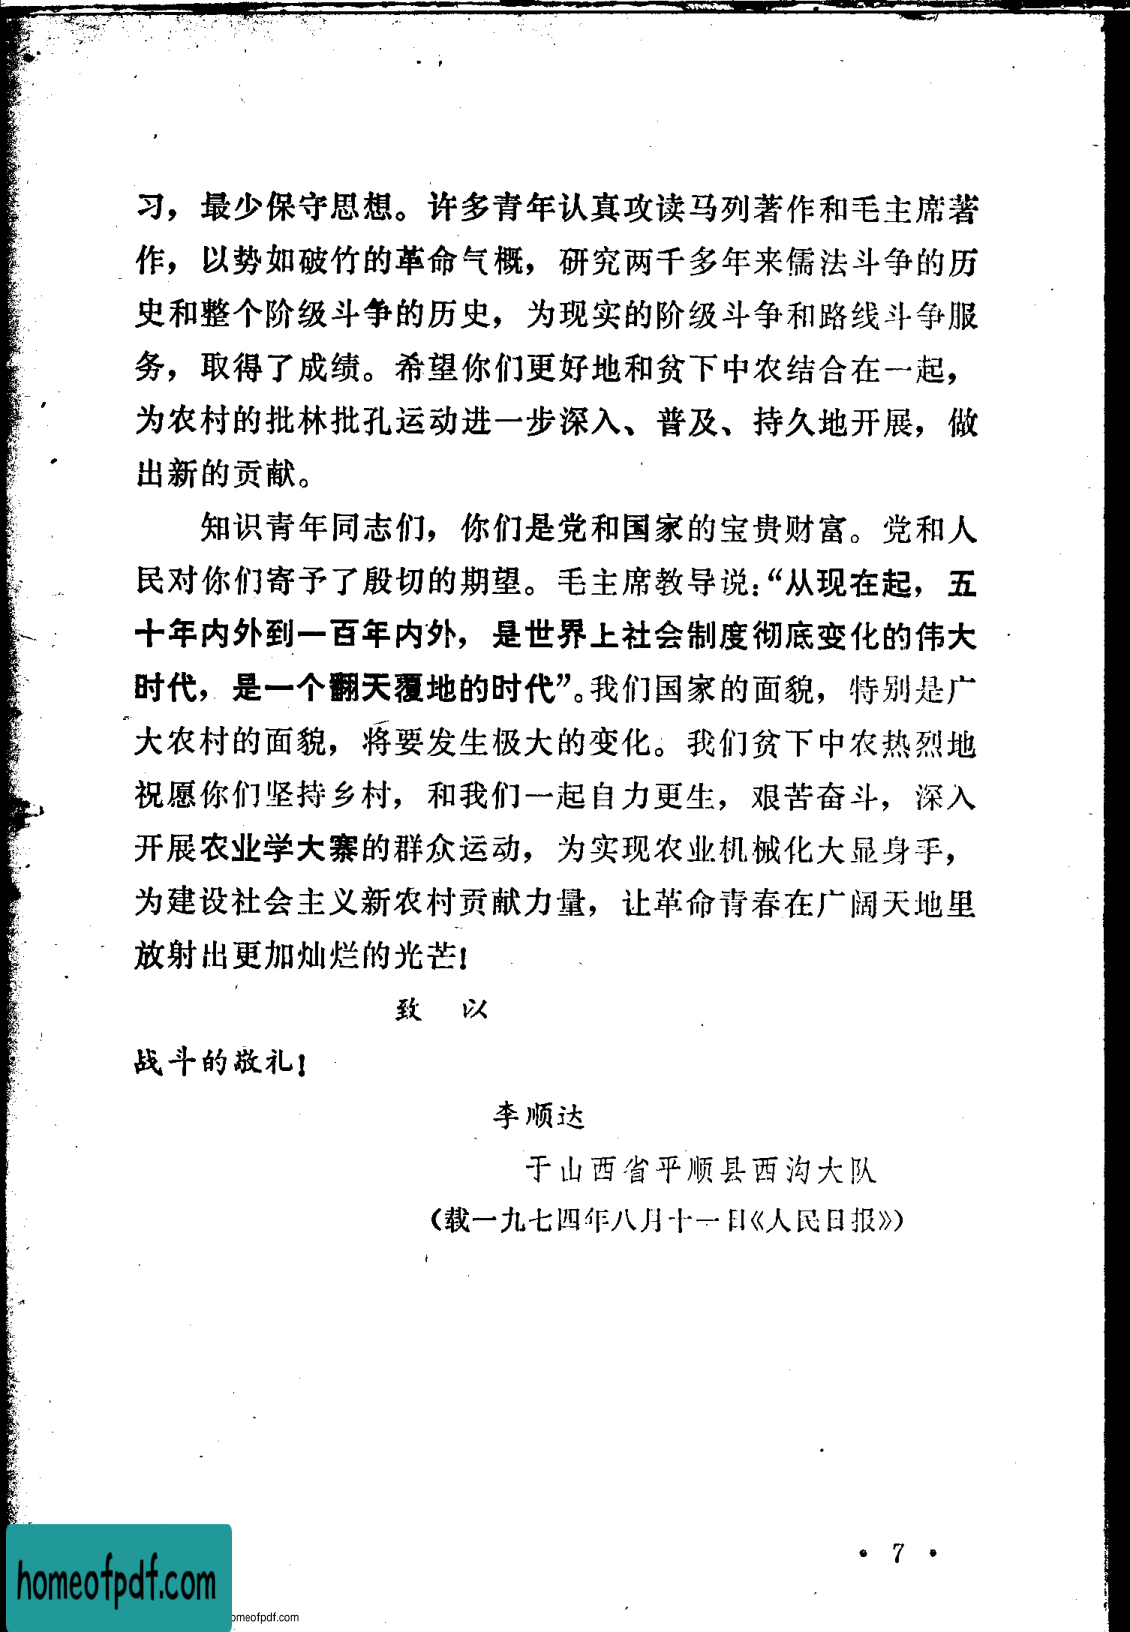 习，最少保守思想。许多青年认真攻读马列著作和毛主席著
作，以势如破竹的革命气概，研究两千多年来儒法斗争的历
史和整个阶级斗争的历史，为现实的阶级斗争和路线斗争服
务，取得了成绩。希望你们更好地和贫下中农结合在一起，
为农村的批林批孔运动进一步深入、普及、持久地开展，做
出新的贡献。
知识青年同志们，你们是党和国家的宝贵财富。党和人
民对你们寄予了殷切的期望。毛主席教导说：“从现在起，五
十年内外到一百年内外，是世界上社会制度彻底变化的伟大
时代，是一个翻天覆地的时代”。我们国家的面貌，特别是广
大农村的面貌，将要发生极大的变化。我们贫下中农热烈地
祝愿你们坚持乡村，和我们一起自力更生，艰苦奋斗，深入
开展农业学大寨的群众运动，为实现农业机械化大显身手，
为建设社会主义新农村贡献力量，让革命青春在广阔天地里
放射出更加灿烂的光芒！
致 以
战斗的敬礼！
李顺达
于山西省平顺县西沟大队
（载一九七四年八月十一日《人民日报》）
• 7 •
homeofpdf.com
omeofpdf.com